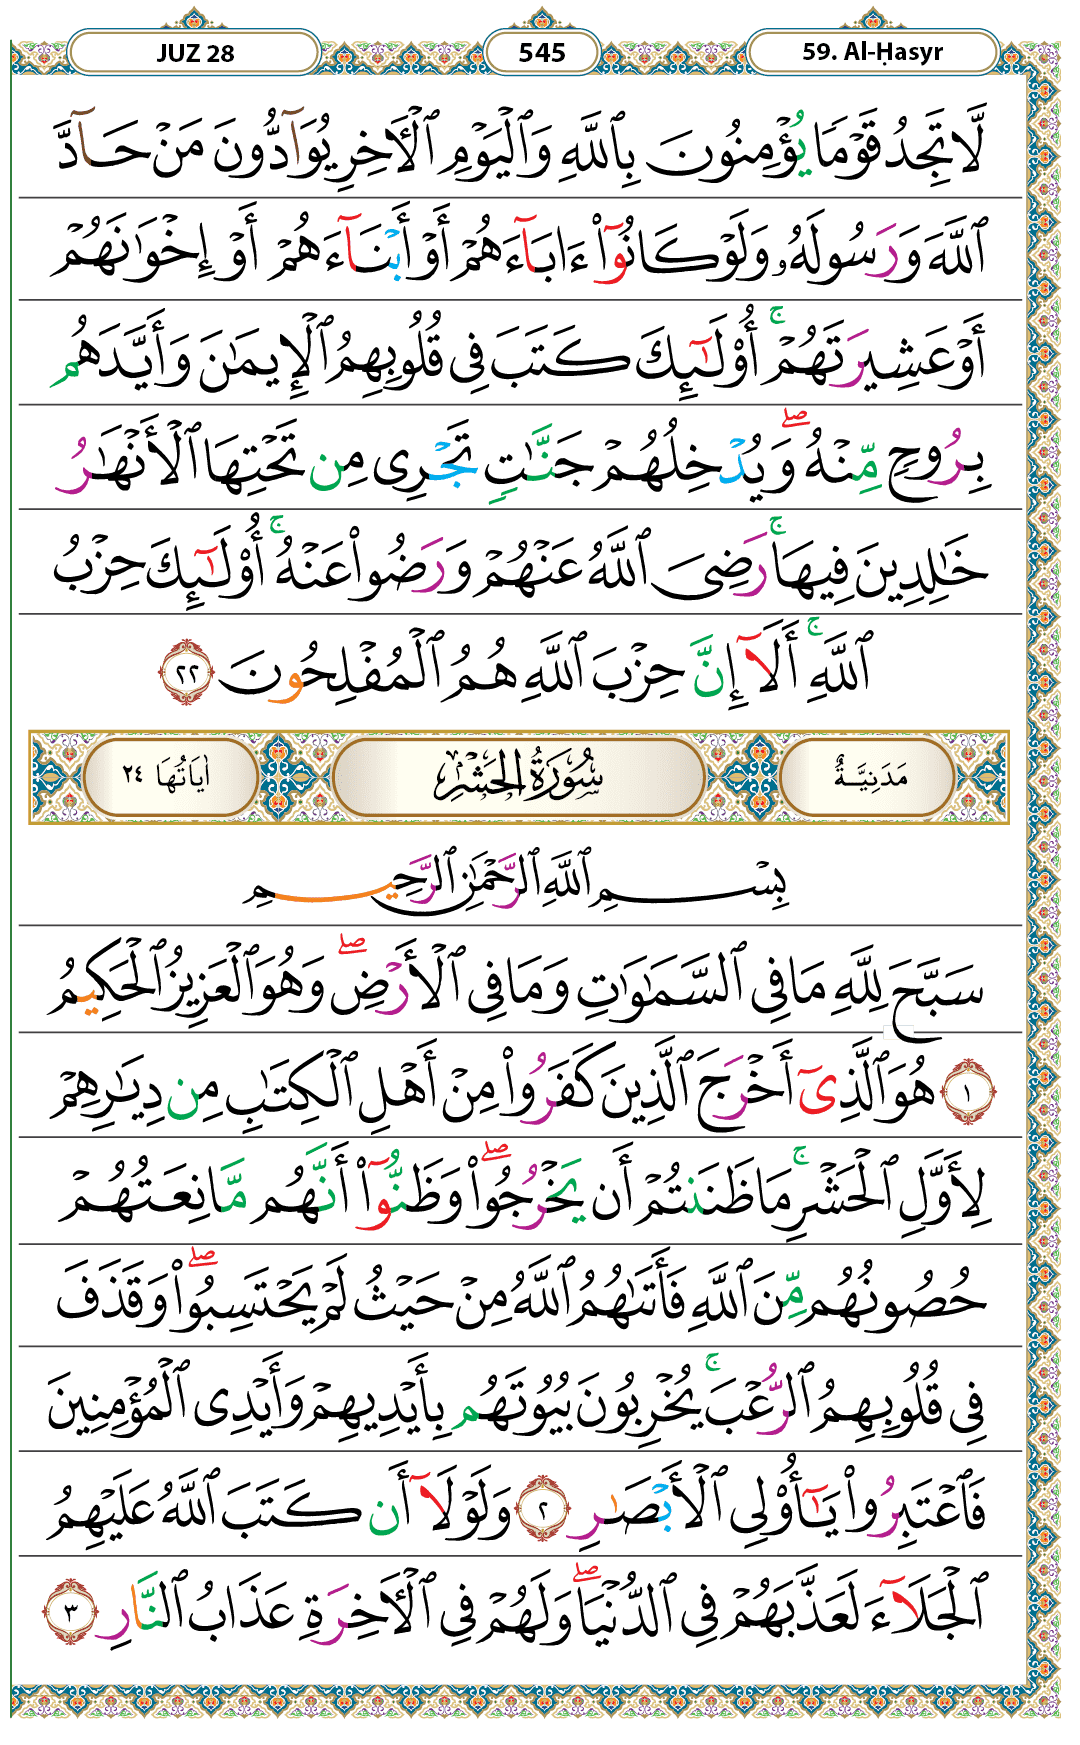 JUZ 28
545
59. Al-Ḥasyr
لَّا تَجِدُ قَوْمًا يُؤْمِنُونَ بِٱللَّهِ وَٱلْيَوْمِ ٱلْـَٔاخِرِ يُوَآدُّونَ مَنْ حَآدَّ
ٱللَّهَ وَرَسُولَهُۥ وَلَوْ كَانُوٓا۟ ءَابَآءَهُمْ أَوْ أَبْنَآءَهُمْ أَوْ إِخْوَٰنَهُمْ
أَوْ عَشِيرَتَهُمْ ۚ أُو۟لَـٰٓئِكَ كَتَبَ فِى قُلُوبِهِمُ ٱلْإِيمَـٰنَ وَأَيَّدَهُم
بِرُوحٍ مِّنْهُ ۖ وَيُدْخِلُهُمْ جَنَّـٰتٍ تَجْرِى مِن تَحْتِهَا ٱلْأَنْهَـٰرُ
خَـٰلِدِينَ فِيهَا ۚ رَضِىَ ٱللَّهُ عَنْهُمْ وَرَضُوا۟ عَنْهُ ۚ أُو۟لَـٰٓئِكَ حِزْبُ
ٱللَّهِ ۚ أَلَآ إِنَّ حِزْبَ ٱللَّهِ هُمُ ٱلْمُفْلِحُونَ ٢٢
مَدَنِيَّةٌ
سُورَةُ الحَشْرِ
اٰيَاتُهَا ٢٤
بِسْمِ ٱللَّهِ ٱلرَّحْمَـٰنِ ٱلرَّحِيمِ
سَبَّحَ لِلَّهِ مَا فِى ٱلسَّمَـٰوَٰتِ وَمَا فِى ٱلْأَرْضِ ۖ وَهُوَ ٱلْعَزِيزُ ٱلْحَكِيمُ
١ هُوَ ٱلَّذِىٓ أَخْرَجَ ٱلَّذِينَ كَفَرُوا۟ مِنْ أَهْلِ ٱلْكِتَـٰبِ مِن دِيَـٰرِهِمْ
لِأَوَّلِ ٱلْحَشْرِ ۚ مَا ظَنَنتُمْ أَن يَخْرُجُوا۟ ۖ وَظَنُّوٓا۟ أَنَّهُم مَّانِعَتُهُمْ
حُصُونُهُم مِّنَ ٱللَّهِ فَأَتَىٰهُمُ ٱللَّهُ مِنْ حَيْثُ لَمْ يَحْتَسِبُوا۟ ۖ وَقَذَفَ
فِى قُلُوبِهِمُ ٱلرُّعْبَ ۚ يُخْرِبُونَ بُيُوتَهُم بِأَيْدِيهِمْ وَأَيْدِى ٱلْمُؤْمِنِينَ
فَٱعْتَبِرُوا۟ يَـٰٓأُو۟لِى ٱلْأَبْصَـٰرِ ٢ وَلَوْلَآ أَن كَتَبَ ٱللَّهُ عَلَيْهِمُ
ٱلْجَلَآءَ لَعَذَّبَهُمْ فِى ٱلدُّنْيَا ۖ وَلَهُمْ فِى ٱلْـَٔاخِرَةِ عَذَابُ ٱلنَّارِ ٣